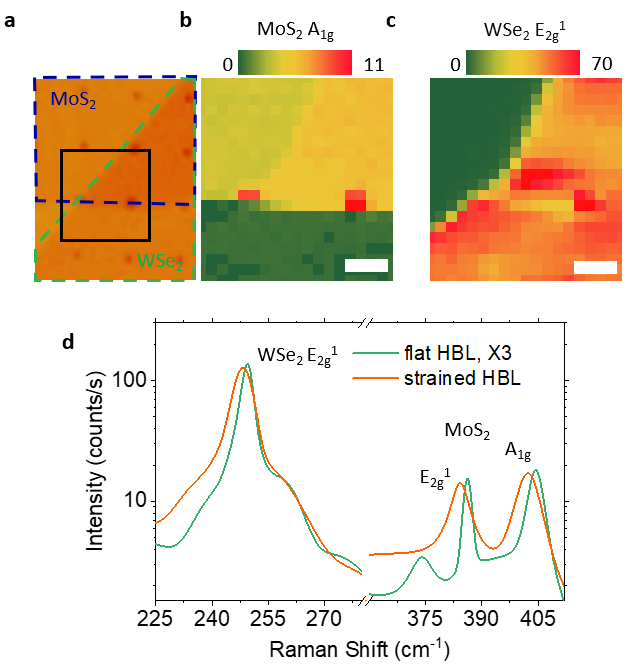 a
b
c
MoS₂ A₁g
WSe₂ E₂g¹
0
11
0
70
MoS₂
WSe₂
d
WSe₂ E₂g¹
flat HBL, X3
strained HBL
MoS₂
A₁g
E₂g¹
100
10
Intensity (counts/s)
225 240 255 270 375 390 405
Raman Shift (cm⁻¹)